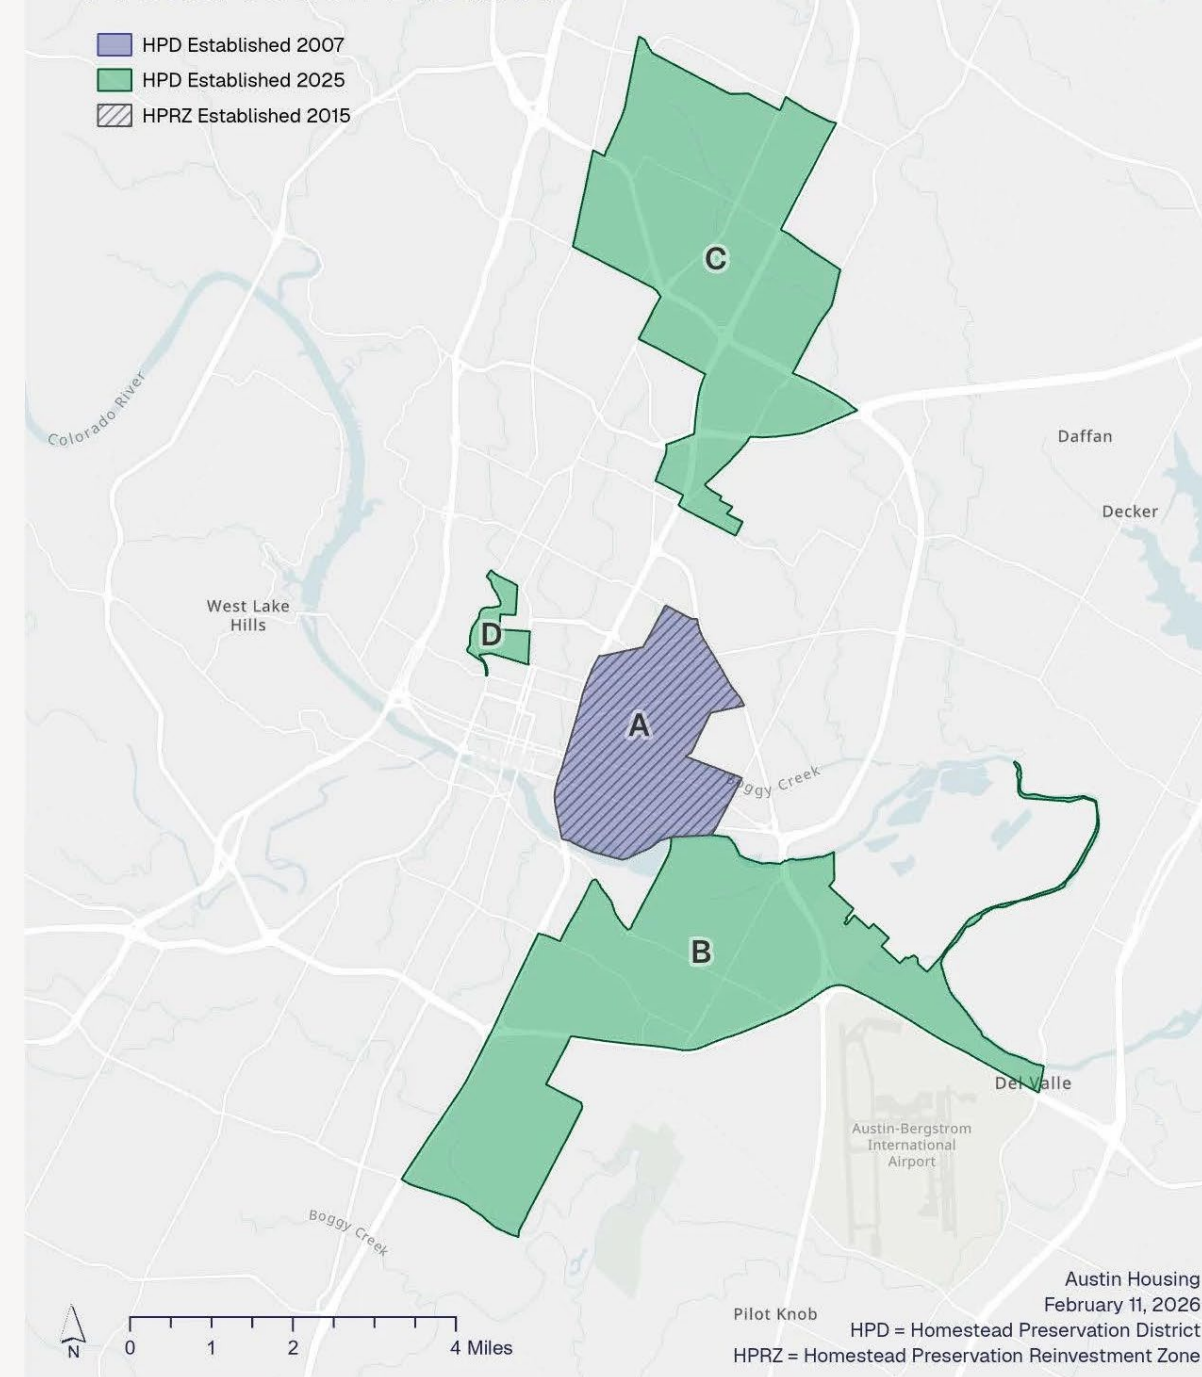 HPD Established 2007
HPD Established 2025
HPRZ Established 2015
C
Colorado River
Daffan
Decker
West Lake
Hills
D
A
Boggy Creek
B
Del Valle
Austin-Bergstrom
International
Airport
Boggy Creek
Pilot Knob
N
0 1 2 4 Miles
Austin Housing
February 11, 2026
HPD = Homestead Preservation District
HPRZ = Homestead Preservation Reinvestment Zone